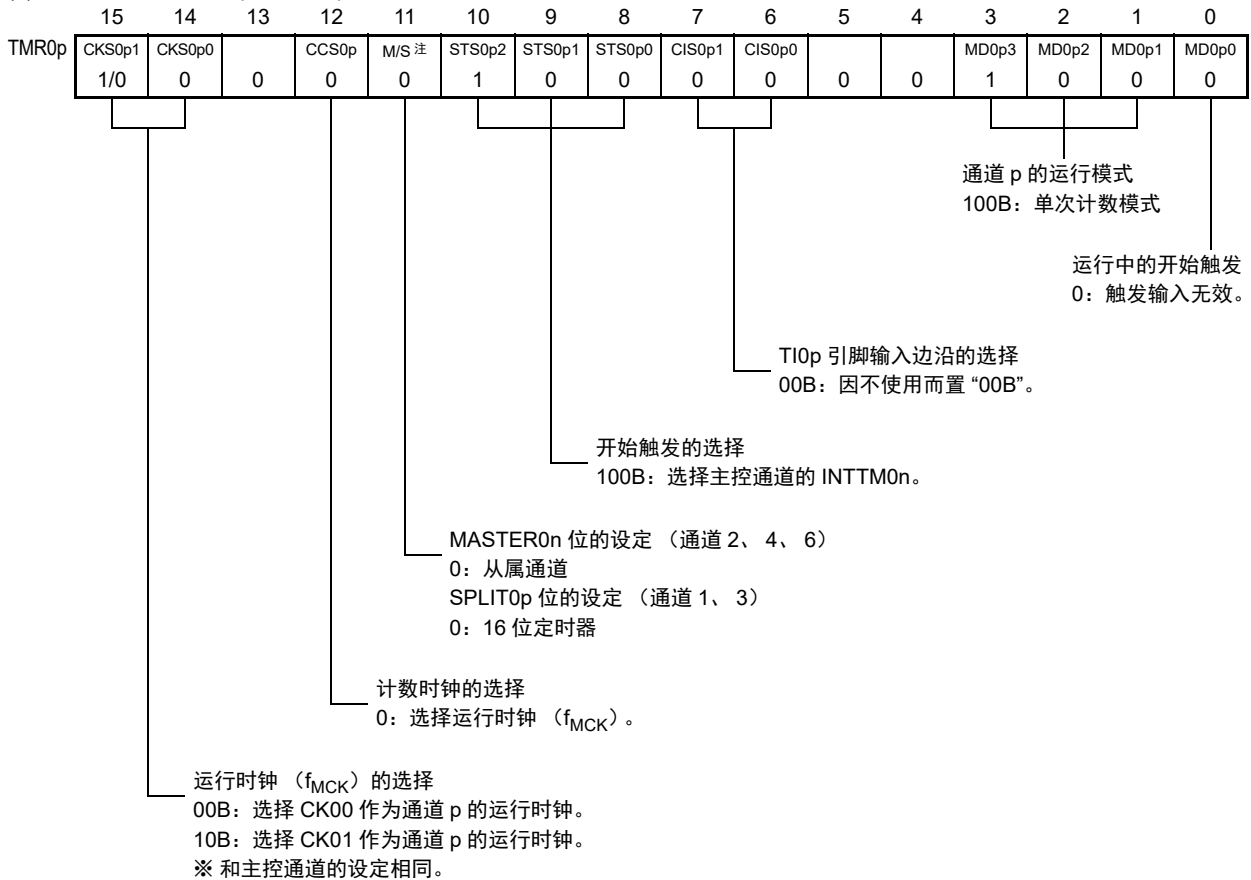 15 14 13 12 11 10 9 8 7 6 5 4 3 2 1 0
TMR0p CKS0p1 CKS0p0 CCS0p M/S 注 STS0p2 STS0p1 STS0p0 CIS0p1 CIS0p0 MD0p3 MD0p2 MD0p1 MD0p0
1/0 0 0 0 0 1 0 0 0 0 0 0 1 0 0 0
通道 p 的运行模式
100B：单次计数模式
运行中的开始触发
0：触发输入无效。
TI0p 引脚输入边沿的选择
00B：因不使用而置 “00B”。
开始触发的选择
100B：选择主控通道的 INTTM0n。
MASTER0n 位的设定 （通道 2、 4、 6）
0：从属通道
SPLIT0p 位的设定 （通道 1、 3）
0：16 位定时器
计数时钟的选择
0：选择运行时钟 （fMCK）。
运行时钟 （fMCK）的选择
00B：选择 CK00 作为通道 p 的运行时钟。
10B：选择 CK01 作为通道 p 的运行时钟。
※ 和主控通道的设定相同。